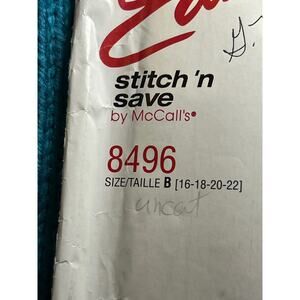 stitch 'n
save
by McCall's®
8496
SIZE/TAILLE B [16-18-20-22]
uncut